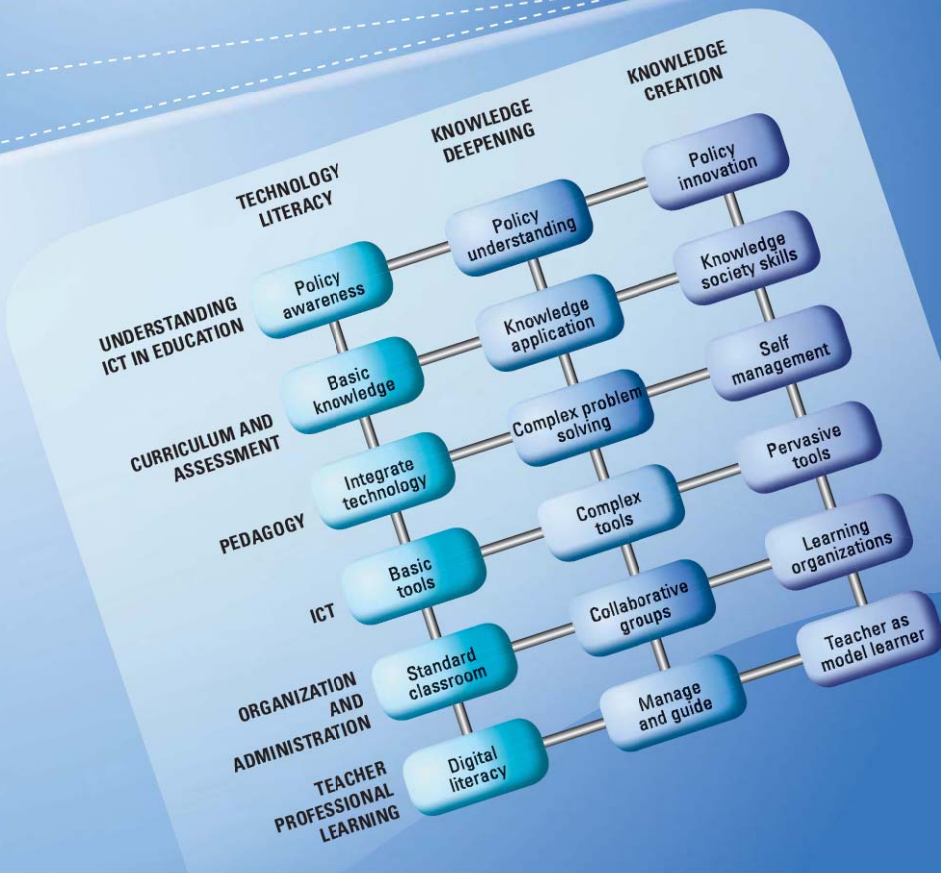 TECHNOLOGY
LITERACY
KNOWLEDGE
DEEPENING
KNOWLEDGE
CREATION
UNDERSTANDING
ICT IN EDUCATION
Policy
awareness
Policy
understanding
Policy
innovation
CURRICULUM AND
ASSESSMENT
Basic
knowledge
Knowledge
application
Knowledge
society skills
PEDAGOGY
Integrate
technology
Complex problem
solving
Self
management
ICT
Basic
tools
Complex
tools
Pervasive
tools
ORGANIZATION
AND
ADMINISTRATION
Standard
classroom
Collaborative
groups
Learning
organizations
TEACHER
PROFESSIONAL
LEARNING
Digital
literacy
Manage
and guide
Teacher as
model learner